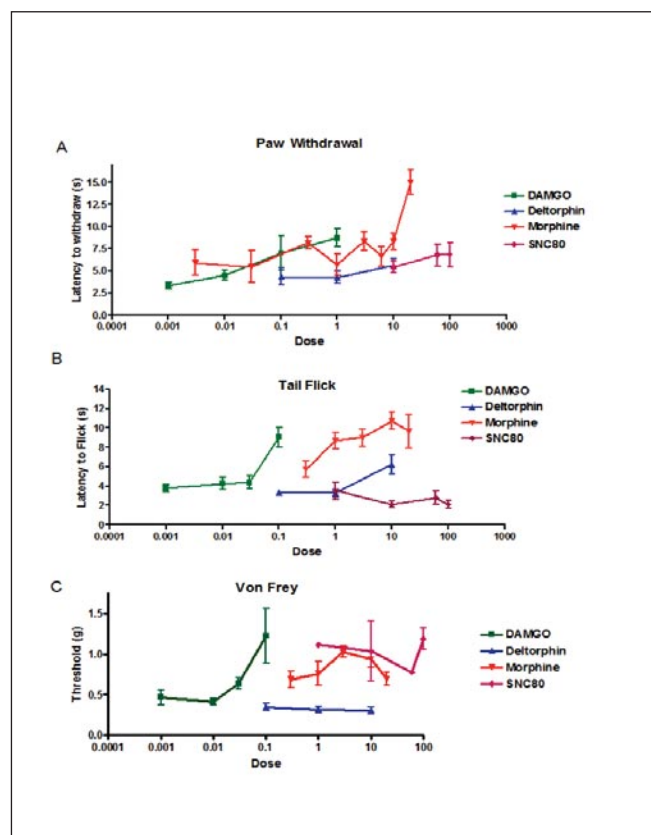 A
Paw Withdrawal
Latency to withdraw (s)
15.0
12.5
10.0
7.5
5.0
2.5
0.0
0.0001 0.001 0.01 0.1 1 10 100 1000
Dose
DAMGO
Deltorphin
Morphine
SNC80
B
Tail Flick
Latency to Flick (s)
14
12
10
8
6
4
2
0
0.0001 0.001 0.01 0.1 1 10 100 1000
Dose
DAMGO
Deltorphin
Morphine
SNC80
C
Von Frey
Threshold (g)
1.5
1.0
0.5
0.0
0.0001 0.001 0.01 0.1 1 10 100
Dose
DAMGO
Deltorphin
Morphine
SNC80